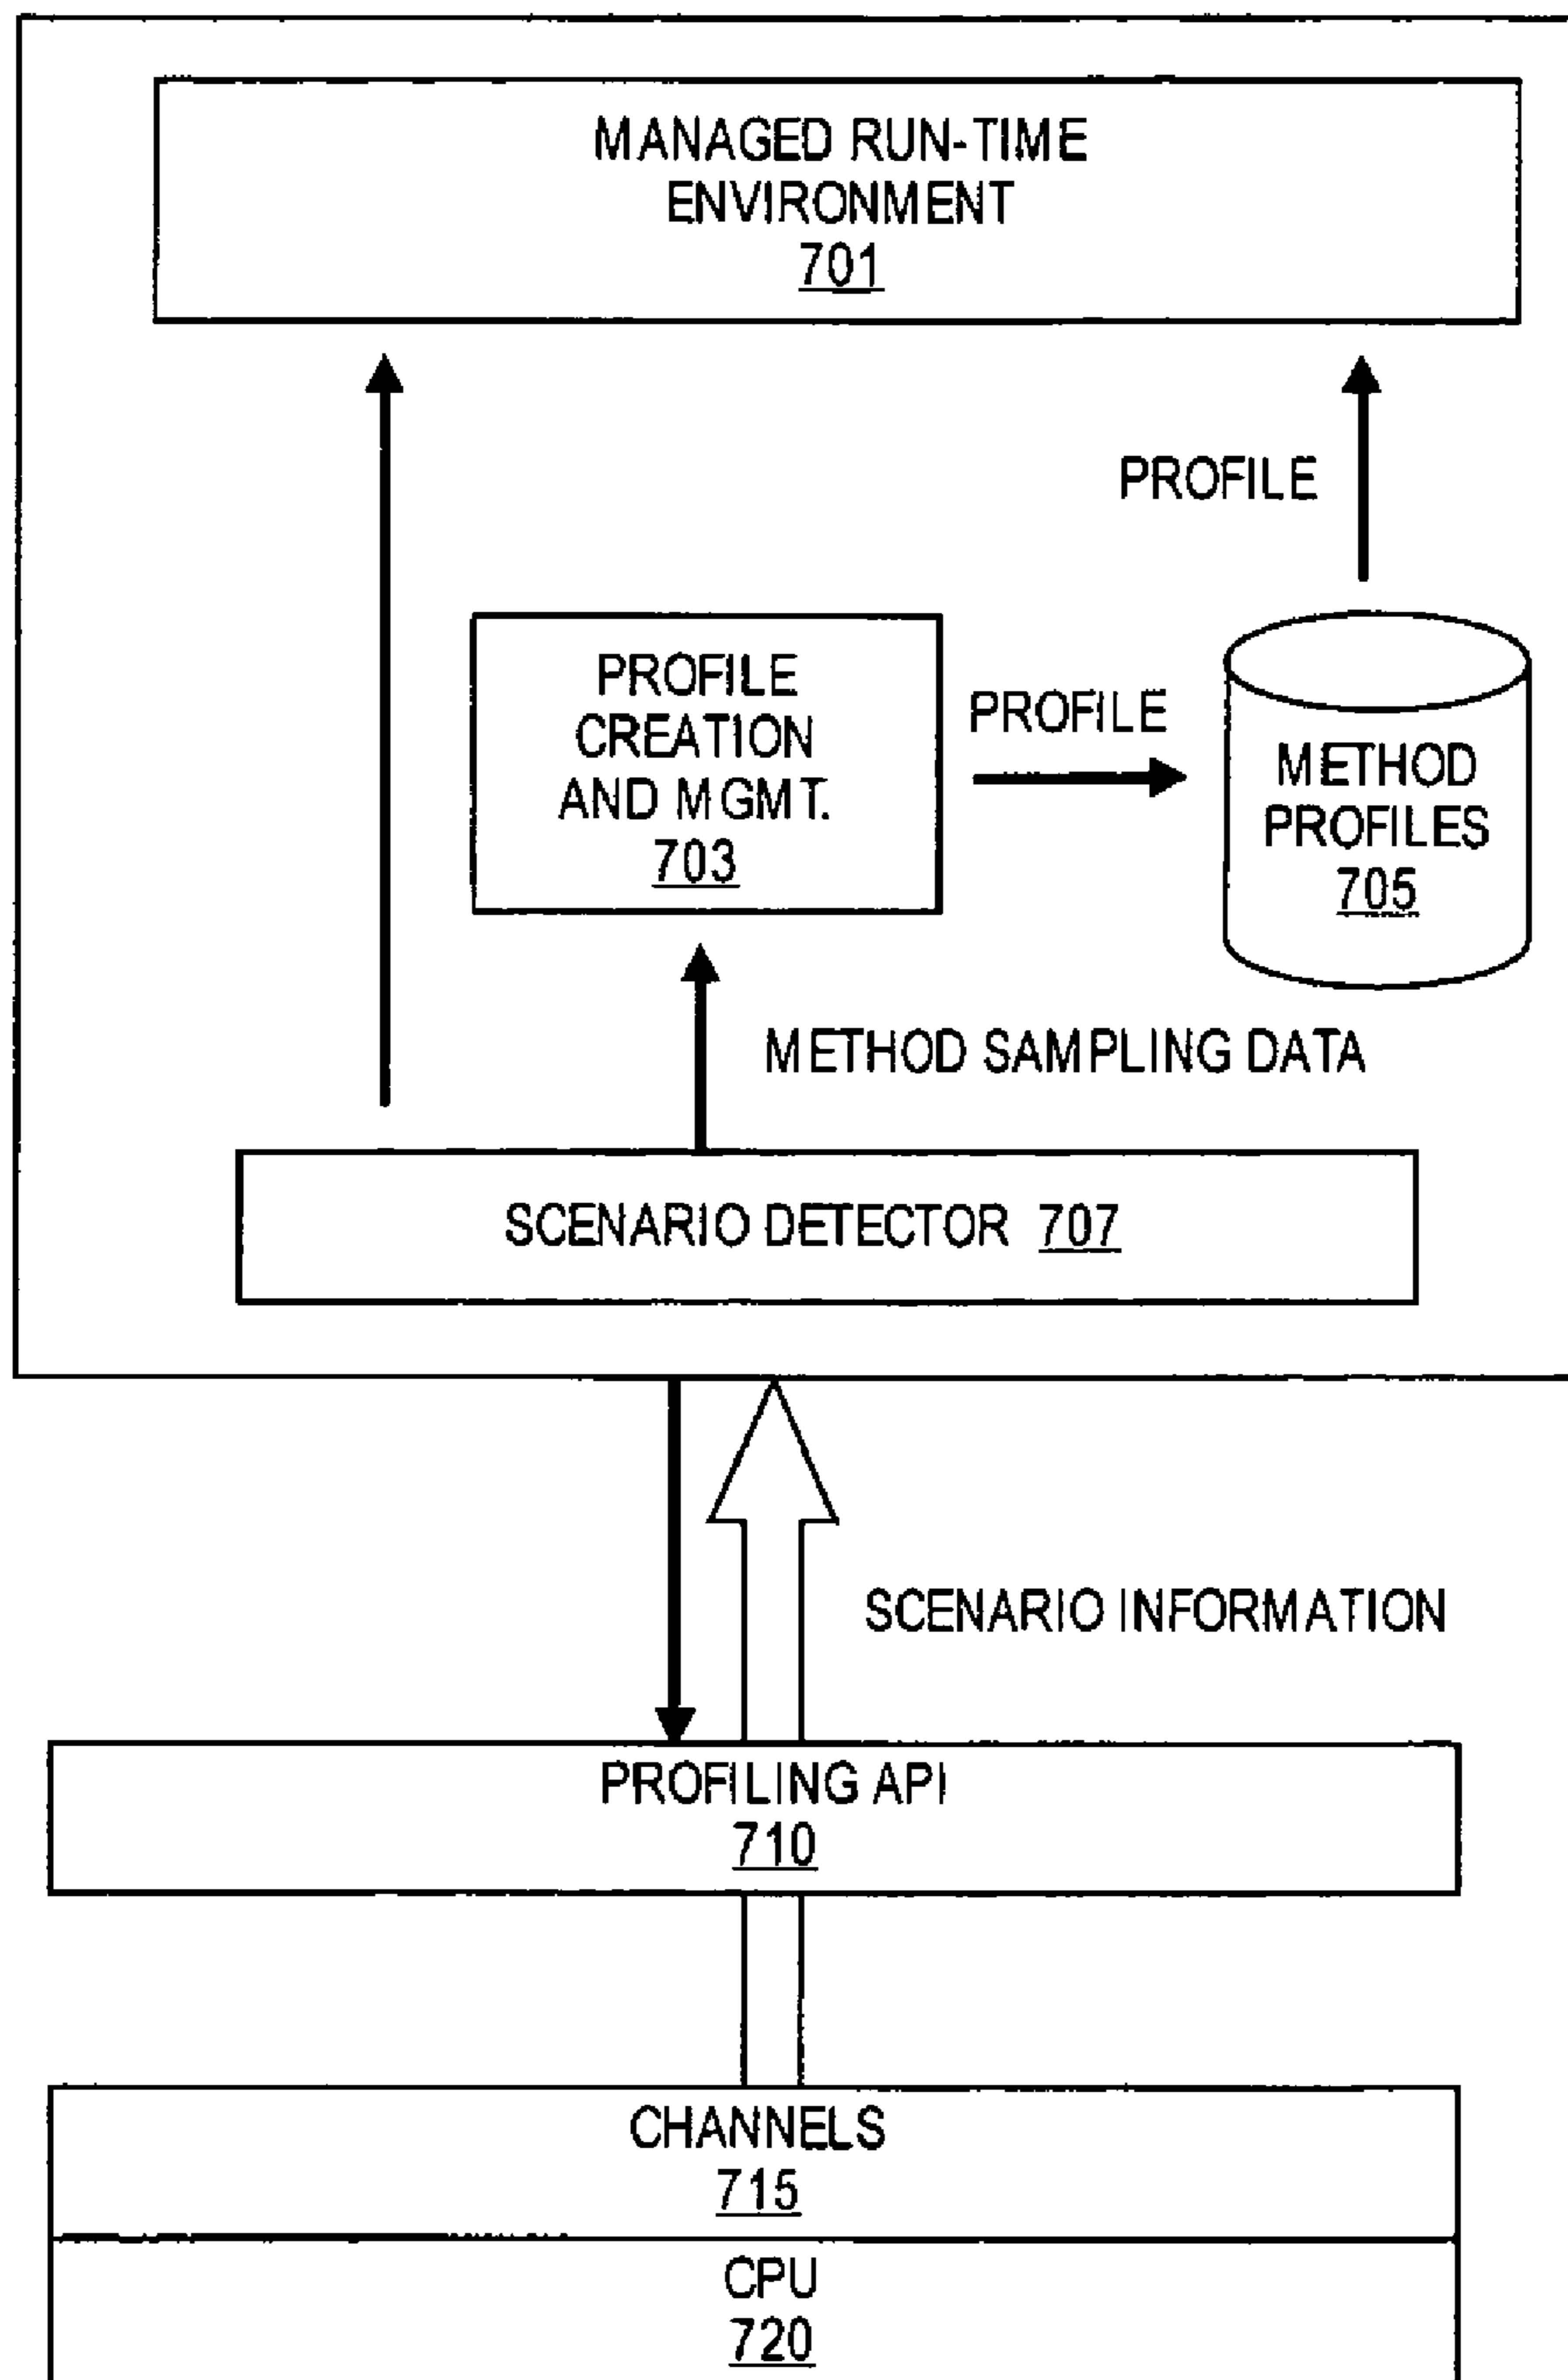 MANAGED RUN-TIME
ENVIRONMENT
701
PROFILE
PROFILE
CREATION
AND MGMT.
703
PROFILE
METHOD
PROFILES
705
METHOD SAMPLING DATA
SCENARIO DETECTOR 707
SCENARIO INFORMATION
PROFILING API
710
CHANNELS
715
CPU
720